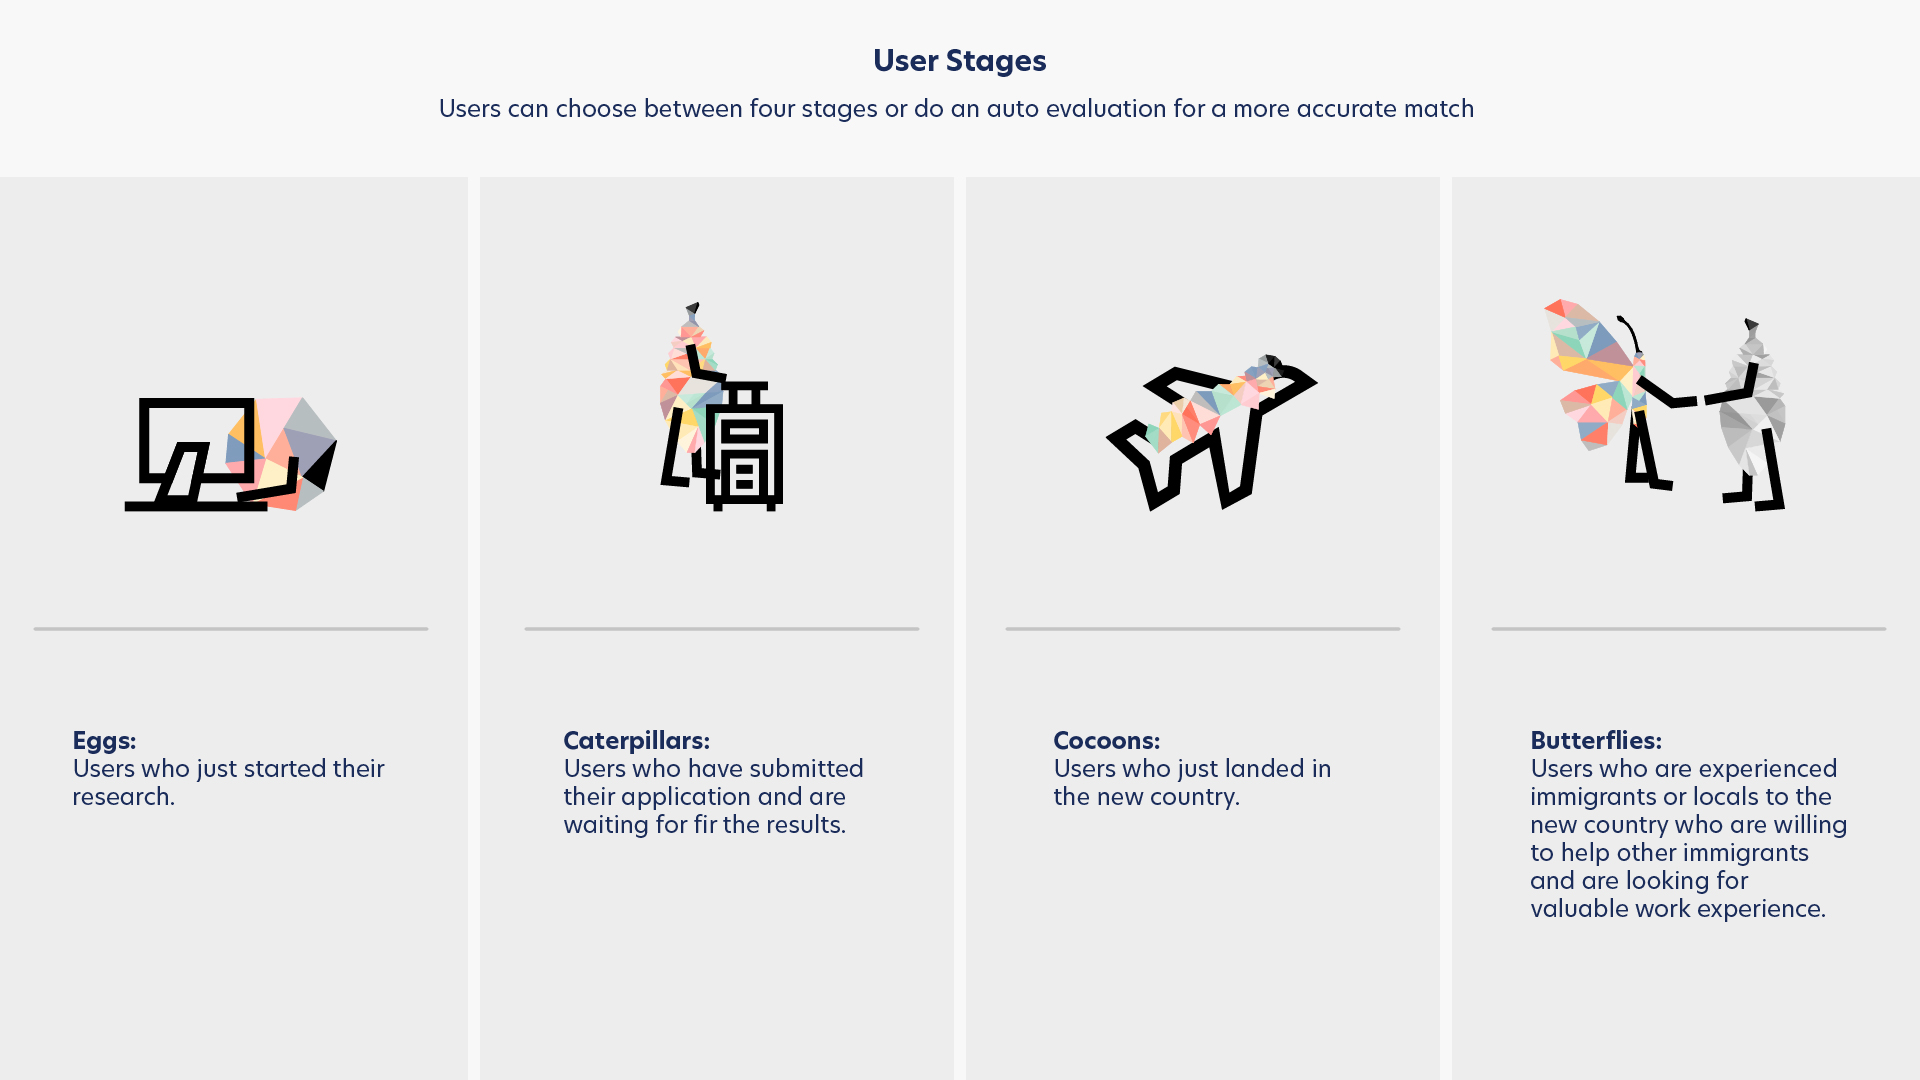 User Stages
Users can choose between four stages or do an auto evaluation for a more accurate match
Eggs:
Users who just started their
research.
Caterpillars:
Users who have submitted
their application and are
waiting for fir the results.
Cocoons:
Users who just landed in
the new country.
Butterflies:
Users who are experienced
immigrants or locals to the
new country who are willing
to help other immigrants
and are looking for
valuable work experience.